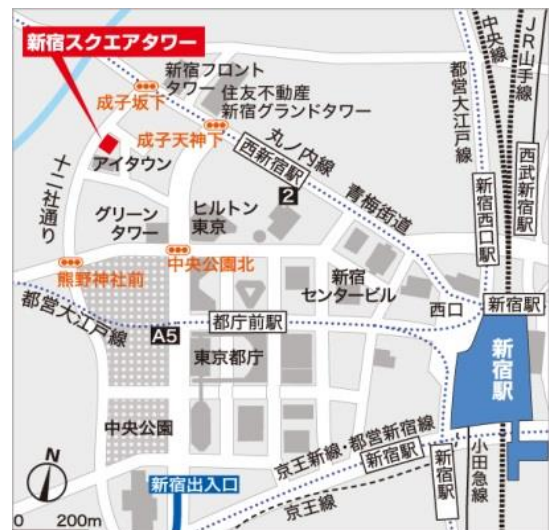 新宿スクエアタワー
新宿フロント
タワー
成子坂下
住友不動産
新宿グランドタワー
成子天神下
中央線
JR山手線
都営大江戸線
丸ノ内線
西新宿駅
アイタウン
十二社通り
青梅街道
西武新宿駅
新宿西口駅
2
グリーン
タワー
ヒルトン
東京
中央公園北
熊野神社前
新宿
センタービル
西口
新宿駅
都営大江戸線
A5
都庁前駅
東京都庁
新宿駅
中央公園
京王新線・都営新宿線
新宿駅
新宿駅
小田急線
N
新宿出入口
京王線
0 200m